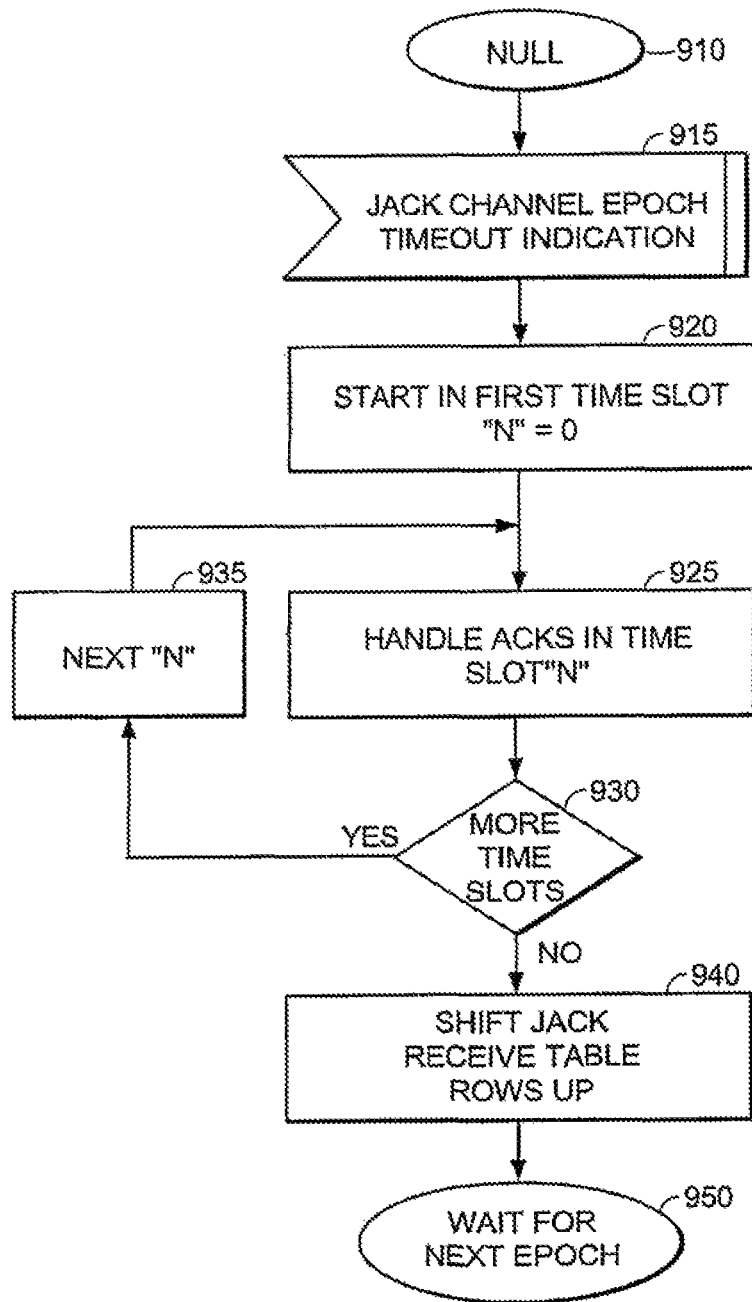 NULL
910
915
JACK CHANNEL EPOCH
TIMEOUT INDICATION
920
START IN FIRST TIME SLOT
"N" = 0
935
NEXT "N"
925
HANDLE ACKS IN TIME
SLOT"N"
930
YES
MORE
TIME
SLOTS
NO
940
SHIFT JACK
RECEIVE TABLE
ROWS UP
950
WAIT FOR
NEXT EPOCH